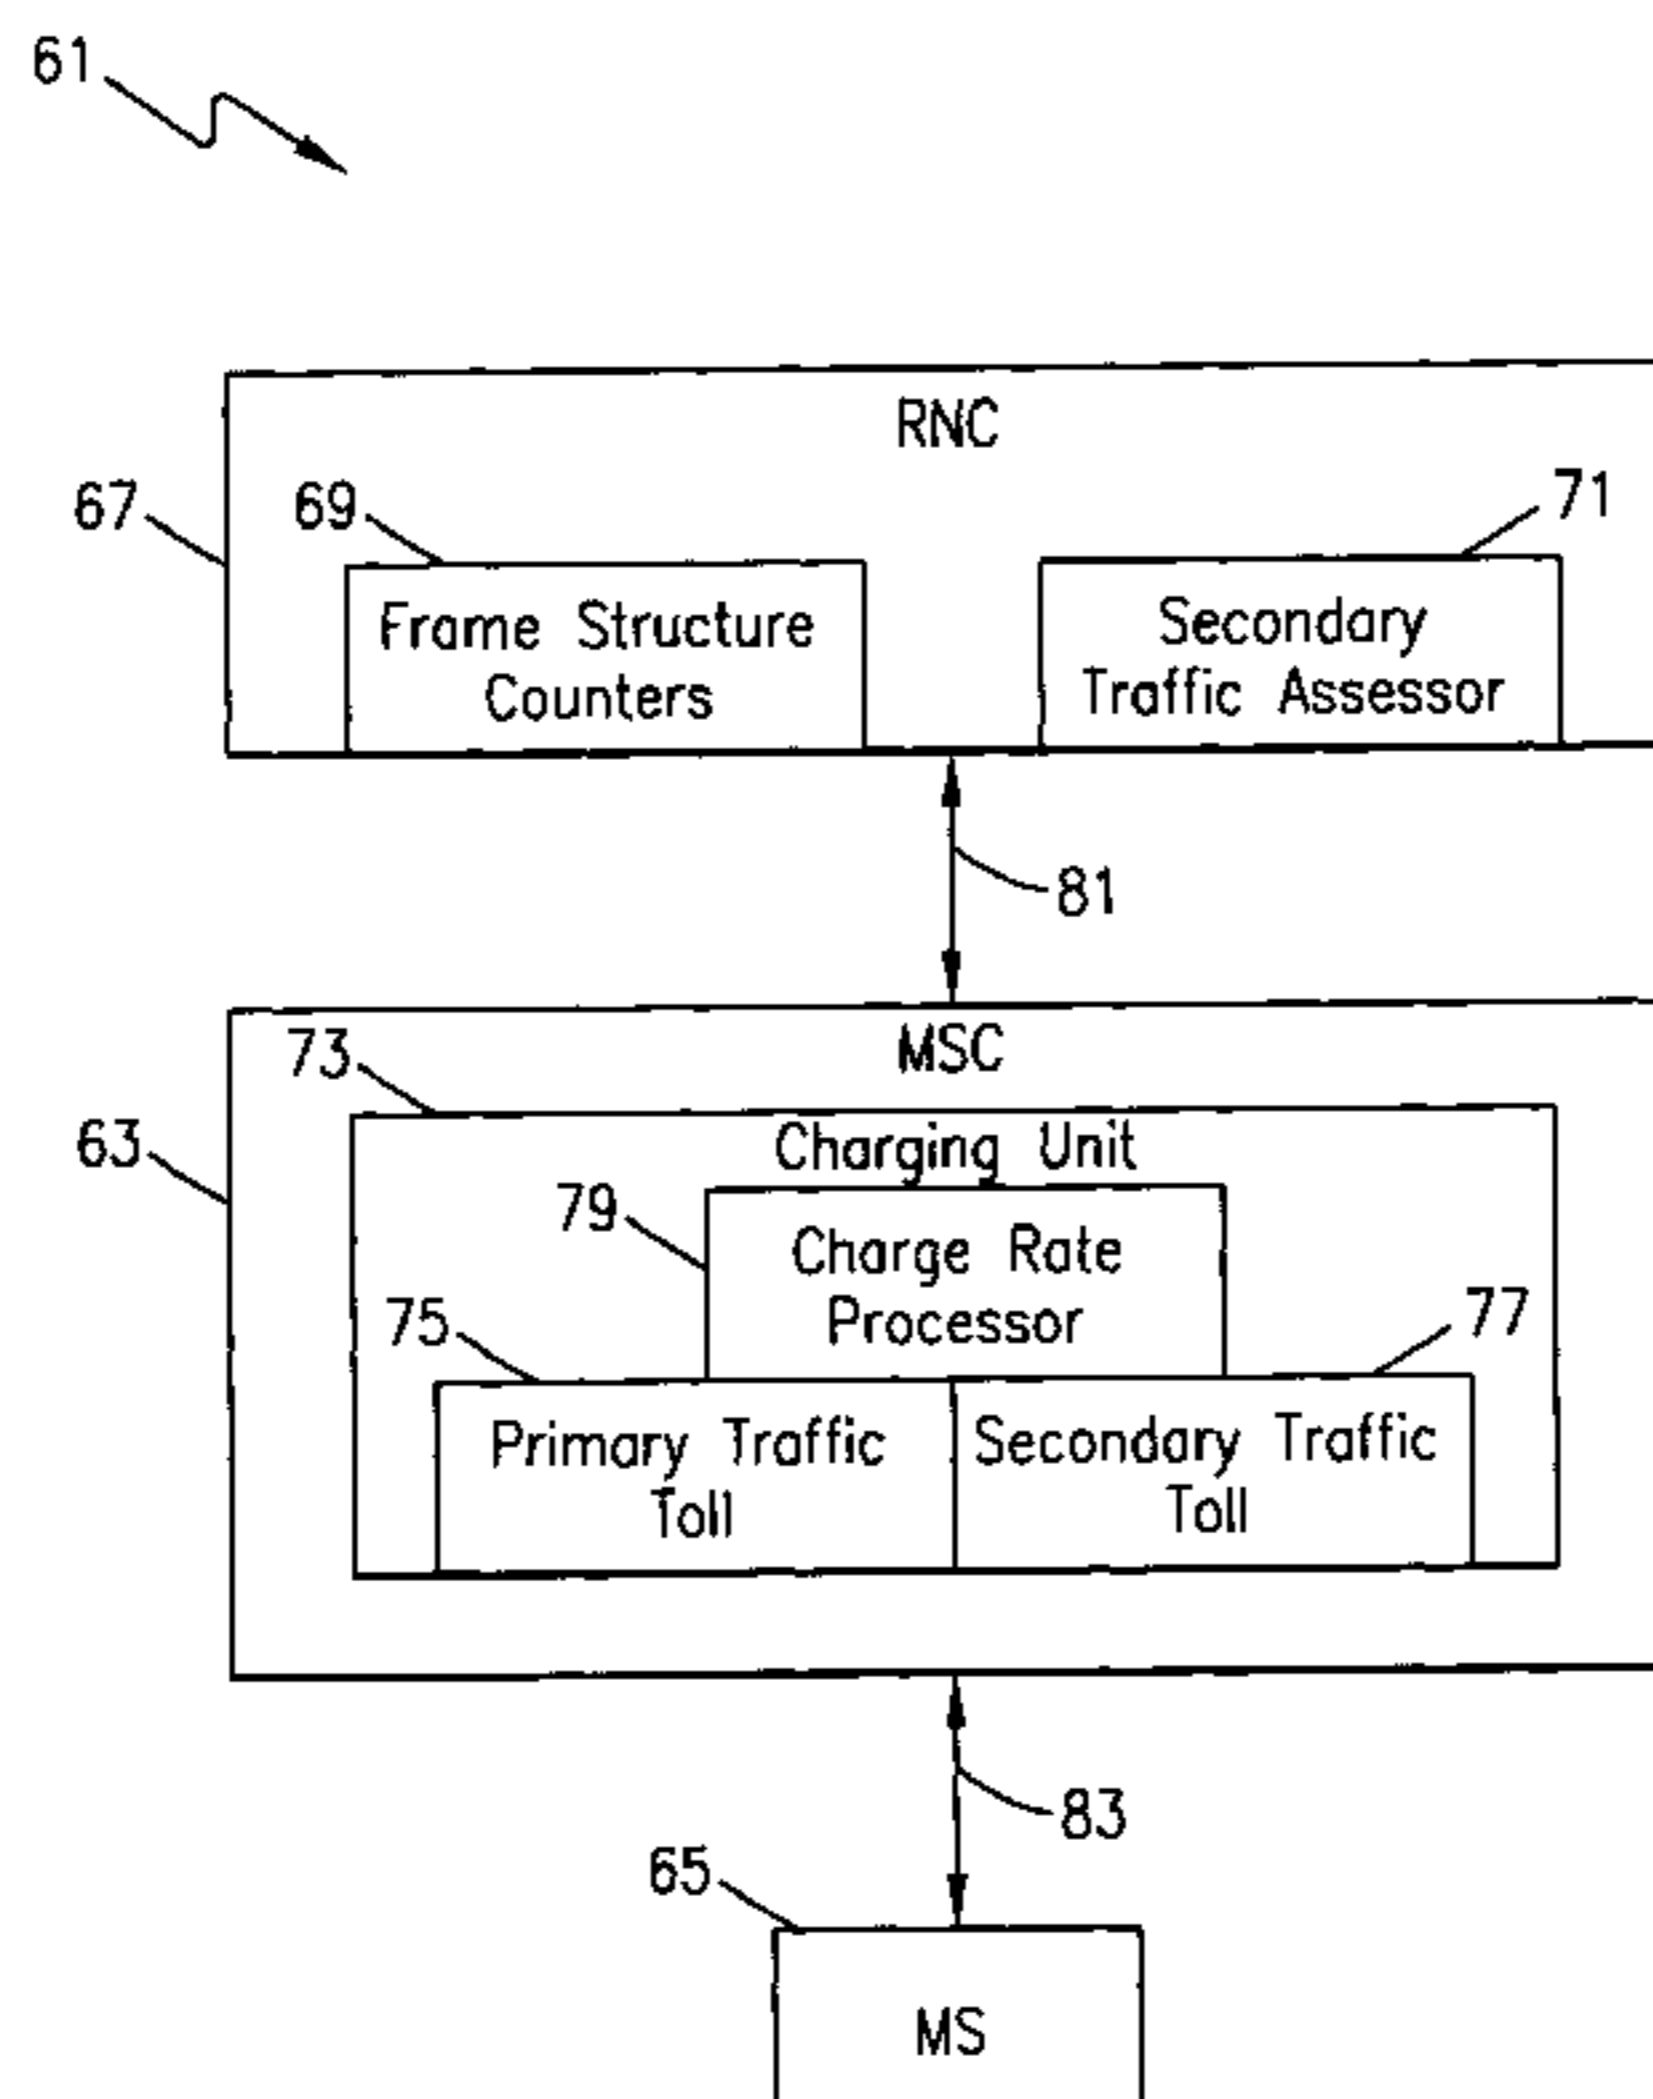 61
RNC
67
69
71
Frame Structure
Counters
Secondary
Traffic Assessor
81
MSC
73
63
Charging Unit
79
Charge Rate
Processor
75
77
Primary Traffic
Toll
Secondary Traffic
Toll
83
65
MS